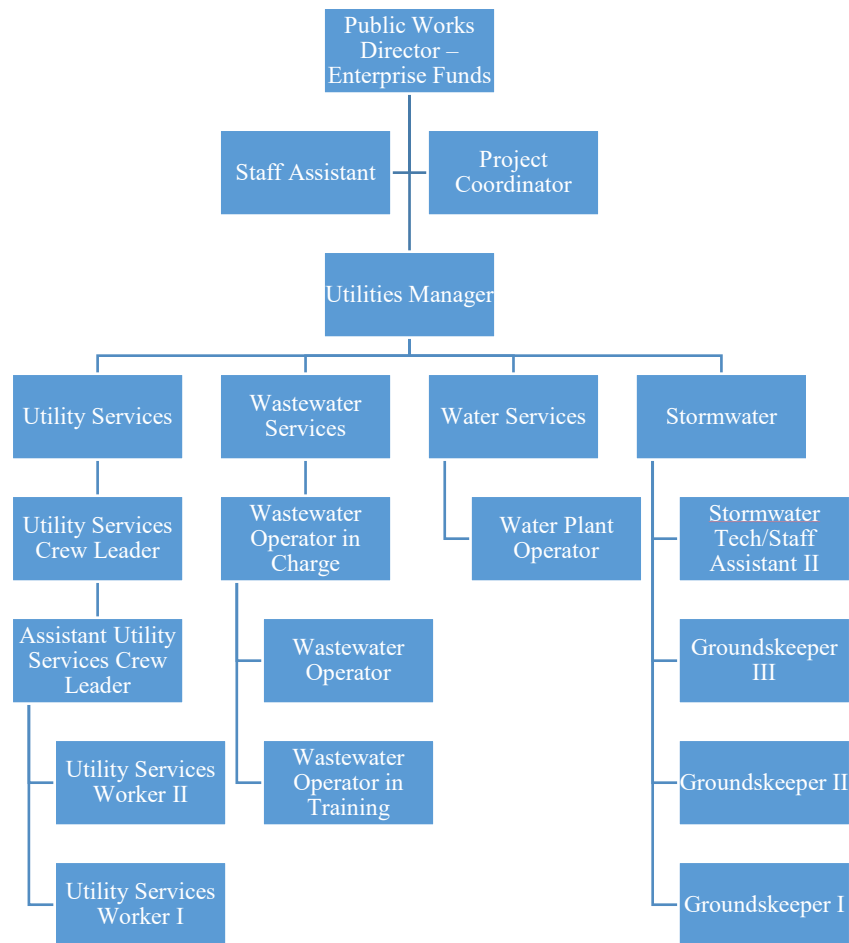 Public Works
Director –
Enterprise Funds
Staff Assistant
Project
Coordinator
Utilities Manager
Utility Services
Wastewater
Services
Water Services
Stormwater
Utility Services
Crew Leader
Wastewater
Operator in
Charge
Water Plant
Operator
Stormwater
Tech/Staff
Assistant II
Assistant Utility
Services Crew
Leader
Wastewater
Operator
Groundskeeper
III
Utility Services
Worker II
Wastewater
Operator in
Training
Groundskeeper II
Utility Services
Worker I
Groundskeeper I